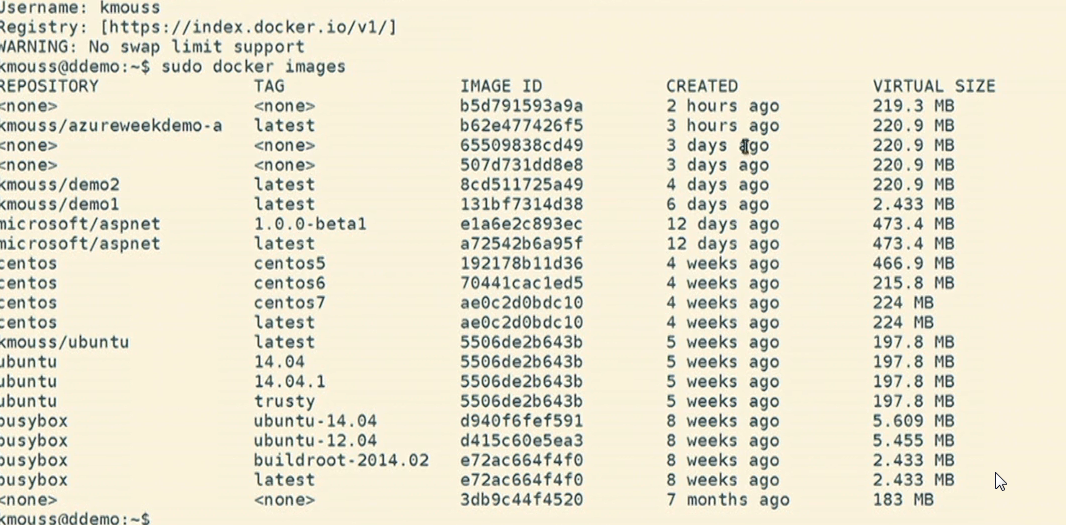 Username: kmouss
Registry: [https://index.docker.io/v1/]
WARNING: No swap limit support
kmouss@ddemo:~$ sudo docker images
REPOSITORY TAG IMAGE ID CREATED VIRTUAL SIZE
<none> <none> b5d791593a9a 2 hours ago 219.3 MB
kmouss/azureweekdemo-a latest b62e477426f5 3 hours ago 220.9 MB
<none> <none> 65509838cd49 3 days ago 220.9 MB
<none> <none> 507d731dd8e8 3 days ago 220.9 MB
kmouss/demo2 latest 8cd511725a49 4 days ago 220.9 MB
kmouss/demo1 latest 131bf7314d38 6 days ago 2.433 MB
microsoft/aspnet 1.0.0-beta1 e1a6e2c893ec 12 days ago 473.4 MB
microsoft/aspnet latest a72542b6a95f 12 days ago 473.4 MB
centos centos5 192178b11d36 4 weeks ago 466.9 MB
centos centos6 70441cac1ed5 4 weeks ago 215.8 MB
centos centos7 ae0c2d0bdc10 4 weeks ago 224 MB
centos latest ae0c2d0bdc10 4 weeks ago 224 MB
kmouss/ubuntu latest 5506de2b643b 5 weeks ago 197.8 MB
ubuntu 14.04 5506de2b643b 5 weeks ago 197.8 MB
ubuntu 14.04.1 5506de2b643b 5 weeks ago 197.8 MB
ubuntu trusty 5506de2b643b 5 weeks ago 197.8 MB
busybox ubuntu-14.04 d940f6fef591 8 weeks ago 5.609 MB
busybox ubuntu-12.04 d415c60e5ea3 8 weeks ago 5.455 MB
busybox buildroot-2014.02 e72ac664f4f0 8 weeks ago 2.433 MB
busybox latest e72ac664f4f0 8 weeks ago 2.433 MB
<none> <none> 3db9c44f4520 7 months ago 183 MB
kmouss@ddemo:~$